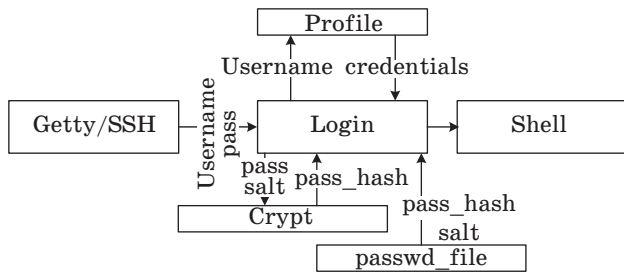 Profile
Username credentials
Getty/SSH
Username
pass
Login
Shell
pass
salt
pass_hash
Crypt
pass_hash
salt
passwd_file